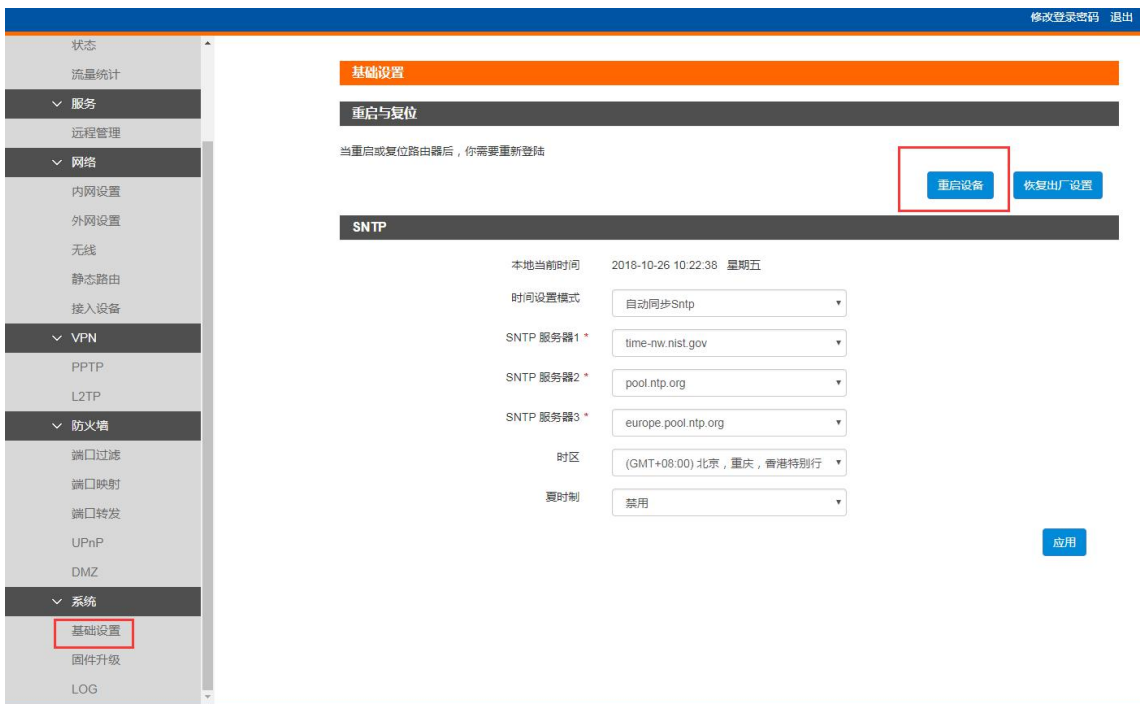 修改登录密码 退出
状态
流量统计
服务
远程管理
网络
内网设置
外网设置
无线
静态路由
接入设备
VPN
PPTP
L2TP
防火墙
端口过滤
端口映射
端口转发
UPnP
DMZ
系统
基础设置
固件升级
LOG
基础设置
重启与复位
当重启或复位路由器后，你需要重新登陆
重启设备 恢复出厂设置
SNTP
本地当前时间 2018-10-26 10:22:38 星期五
时间设置模式 自动同步Sntp
SNTP 服务器1 * time-nw.nist.gov
SNTP 服务器2 * pool.ntp.org
SNTP 服务器3 * europe.pool.ntp.org
时区 (GMT+08:00) 北京，重庆，香港特别行
夏时制 禁用
应用